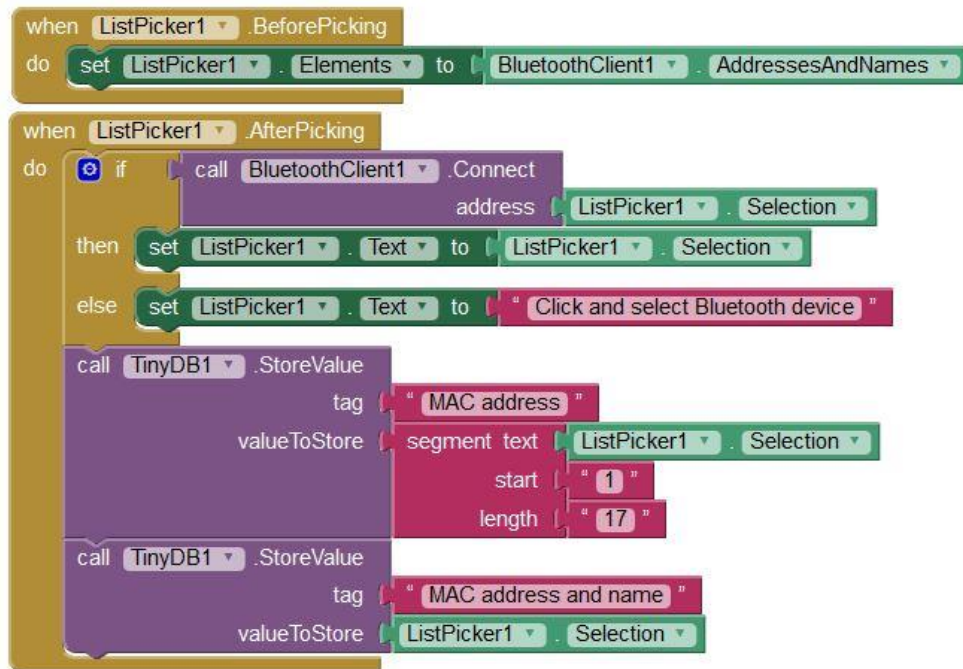 when ListPicker1 .BeforePicking
do set ListPicker1 . Elements to BluetoothClient1 . AddressesAndNames
when ListPicker1 .AfterPicking
do if call BluetoothClient1 .Connect
address ListPicker1 . Selection
then set ListPicker1 . Text to ListPicker1 . Selection
else set ListPicker1 . Text to " Click and select Bluetooth device "
call TinyDB1 .StoreValue
tag " MAC address "
valueToStore segment text ListPicker1 . Selection
start " 1 "
length " 17 "
call TinyDB1 .StoreValue
tag " MAC address and name "
valueToStore ListPicker1 . Selection